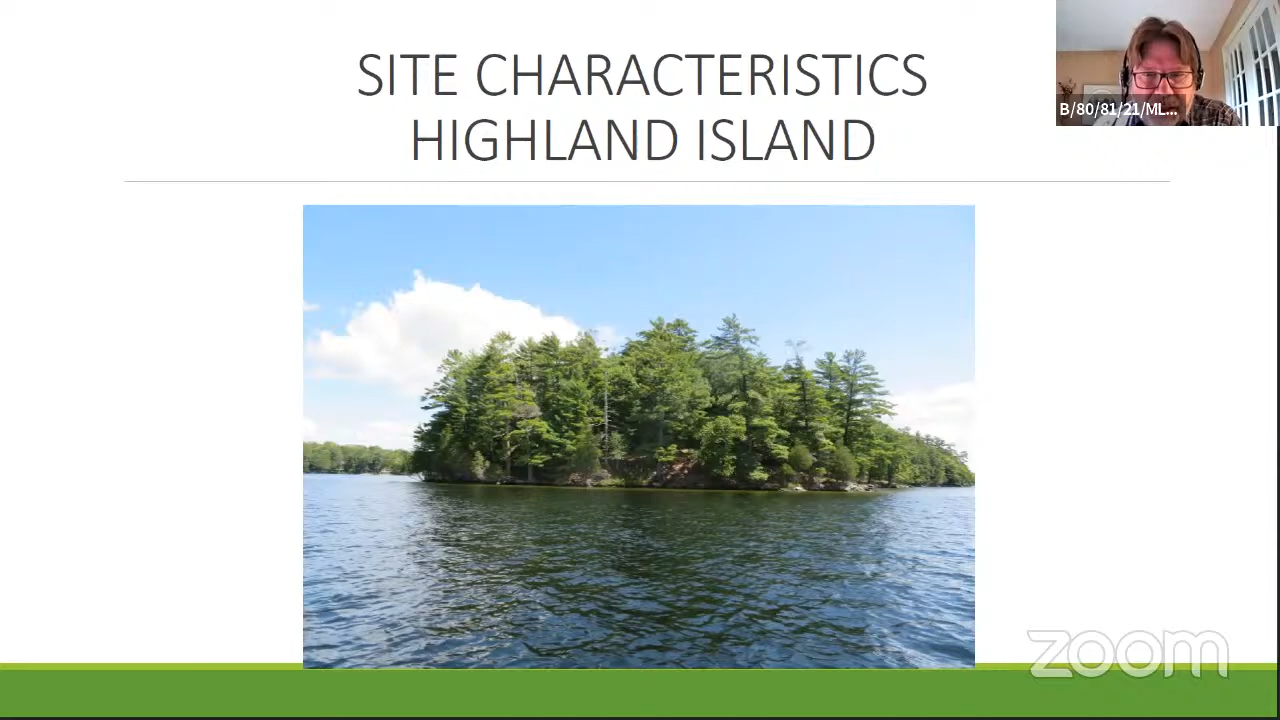 SITE CHARACTERISTICS
HIGHLAND ISLAND
B/80/81/21/ML...
zoom